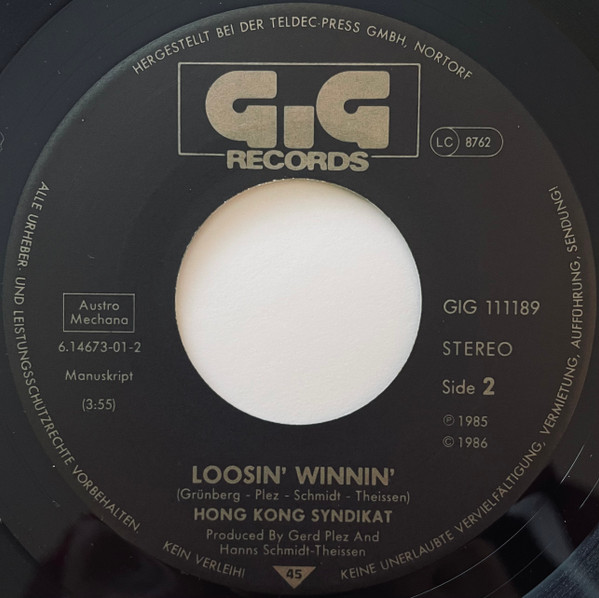 HERGESTELLT BEI DER TELDEC-PRESS GMBH, NORTORF
GiG
RECORDS
LC 8762
ALLE URHEBER- UND LEISTUNGSSCHUTZRECHTE VORBEHALTEN.
KEIN VERLEIH! KEINE UNERLAUBTE VERVIELFÄLTIGUNG, VERMIETUNG, AUFFÜHRUNG, SENDUNG!
Austro
Mechana
6.14673-01-2
Manuskript
(3:55)
GIG 111189
STEREO
Side 2
℗ 1985
© 1986
LOOSIN' WINNIN'
(Grünberg - Plez - Schmidt - Theissen)
HONG KONG SYNDIKAT
Produced By Gerd Plez And
Hanns Schmidt-Theissen
45